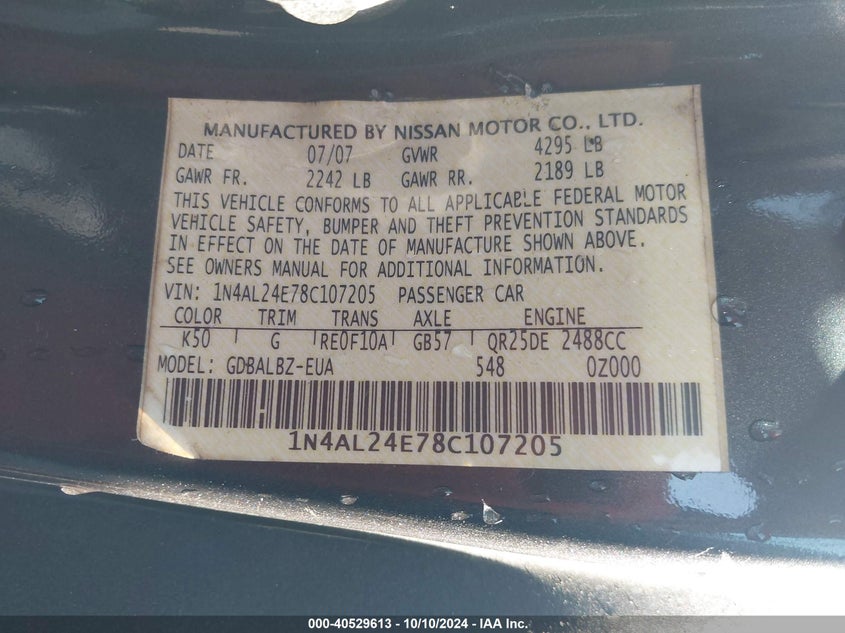 MANUFACTURED BY NISSAN MOTOR CO., LTD.
DATE 07/07 GVWR 4295 LB
GAWR FR. 2242 LB GAWR RR. 2189 LB
THIS VEHICLE CONFORMS TO ALL APPLICABLE FEDERAL MOTOR
VEHICLE SAFETY, BUMPER AND THEFT PREVENTION STANDARDS
IN EFFECT ON THE DATE OF MANUFACTURE SHOWN ABOVE.
SEE OWNERS MANUAL FOR ADDITIONAL INFORMATION.
VIN: 1N4AL24E78C107205 PASSENGER CAR
COLOR TRIM TRANS AXLE ENGINE
K50 G RE0F10A GB57 QR25DE 2488CC
MODEL: GDBALBZ-EUA 548 0Z000
1N4AL24E78C107205
000-40529613 - 10/10/2024 - IAA Inc.